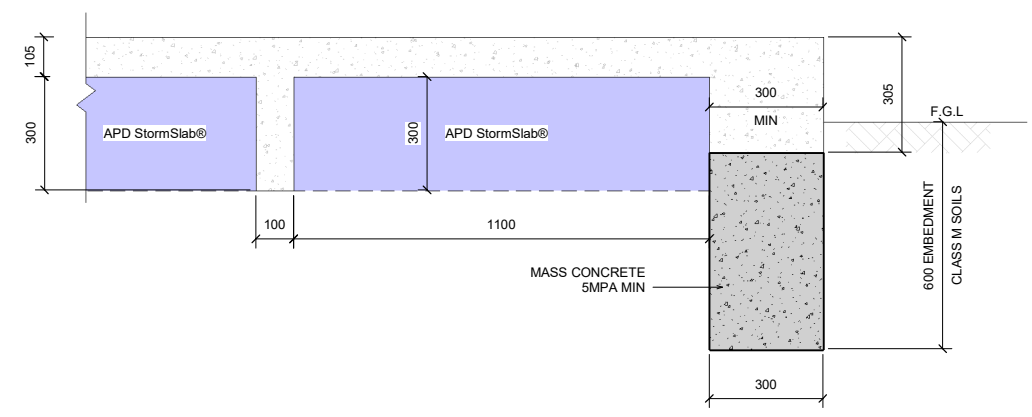 105
300
APD StormSlab®
300
APD StormSlab®
300
MIN
305
F.G.L
100
1100
600 EMBEDMENT
CLASS M SOILS
MASS CONCRETE
5MPA MIN
300